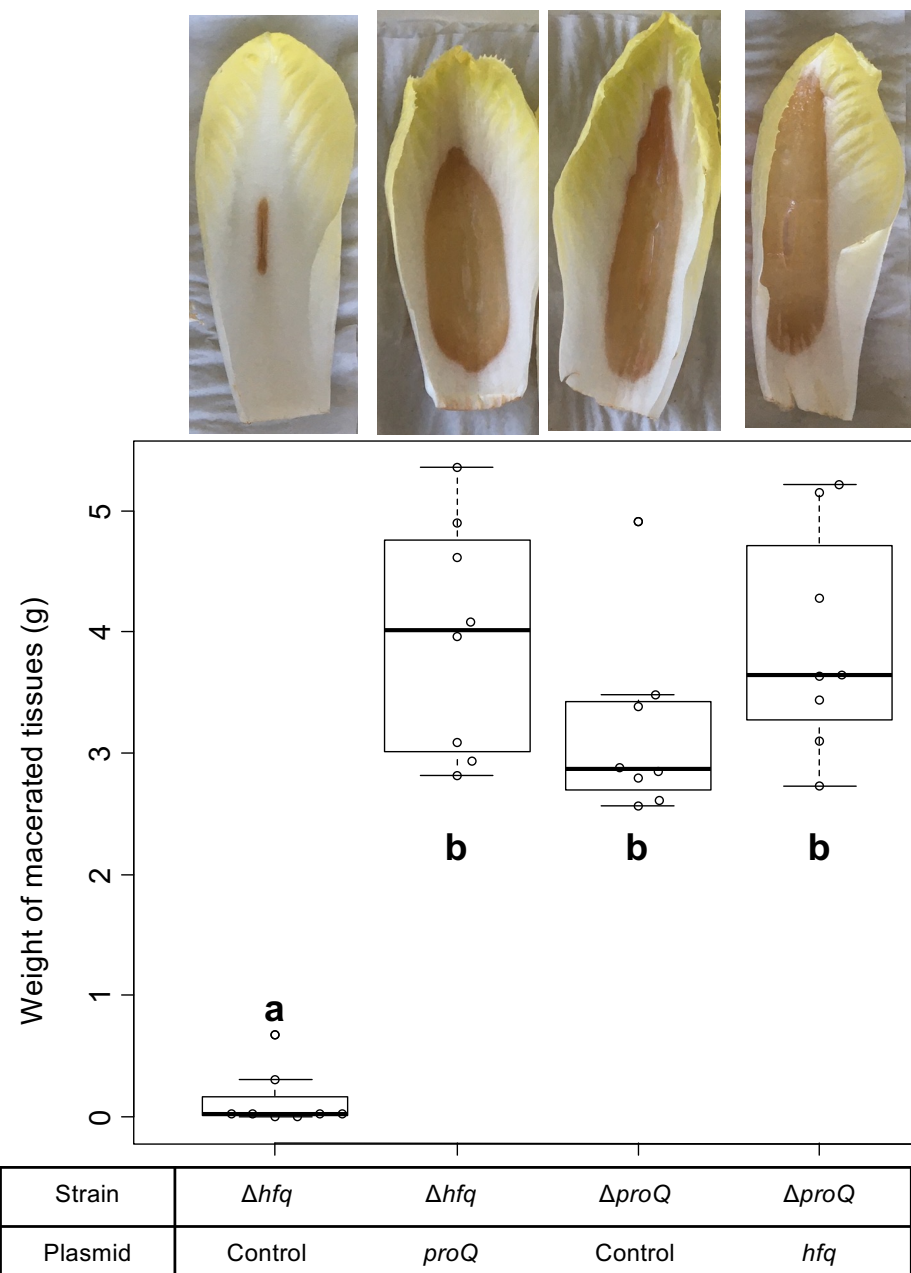 Weight of macerated tissues (g)
5
4
3
2
1
0
a
b
b
b
Strain Δhfq Δhfq ΔproQ ΔproQ
Plasmid Control proQ Control hfq